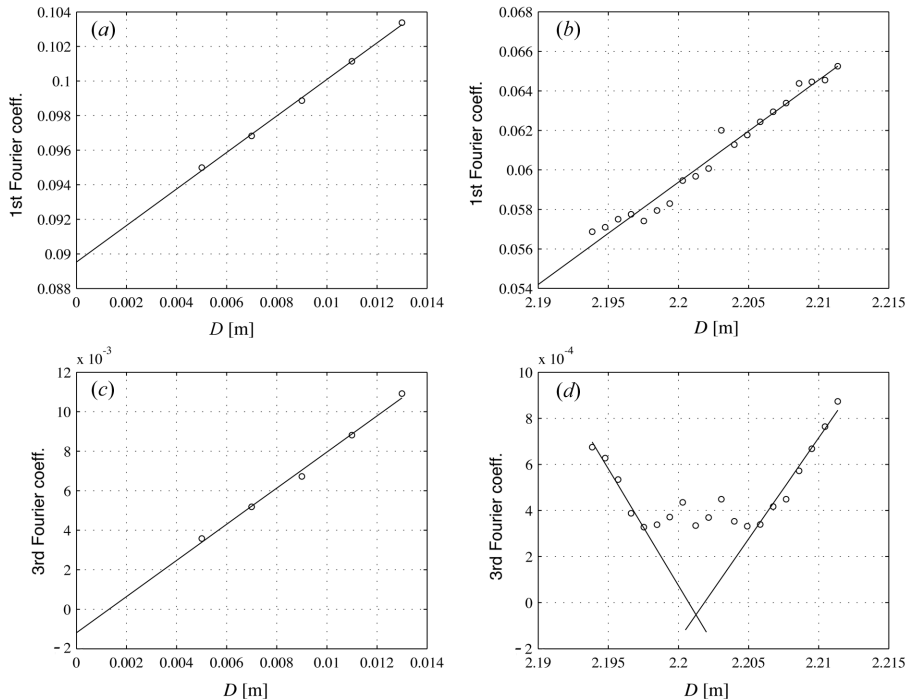 (a)
0.104
0.102
0.1
0.098
0.096
0.094
0.092
0.09
0.088
1st Fourier coeff.
0 0.002 0.004 0.006 0.008 0.01 0.012 0.014
D [m]
(b)
0.068
0.066
0.064
0.062
0.06
0.058
0.056
0.054
1st Fourier coeff.
2.19 2.195 2.2 2.205 2.21 2.215
D [m]
x 10-3
(c)
12
10
8
6
4
2
0
-2
3rd Fourier coeff.
0 0.002 0.004 0.006 0.008 0.01 0.012 0.014
D [m]
x 10-4
(d)
10
8
6
4
2
0
-2
3rd Fourier coeff.
2.19 2.195 2.2 2.205 2.21 2.215
D [m]